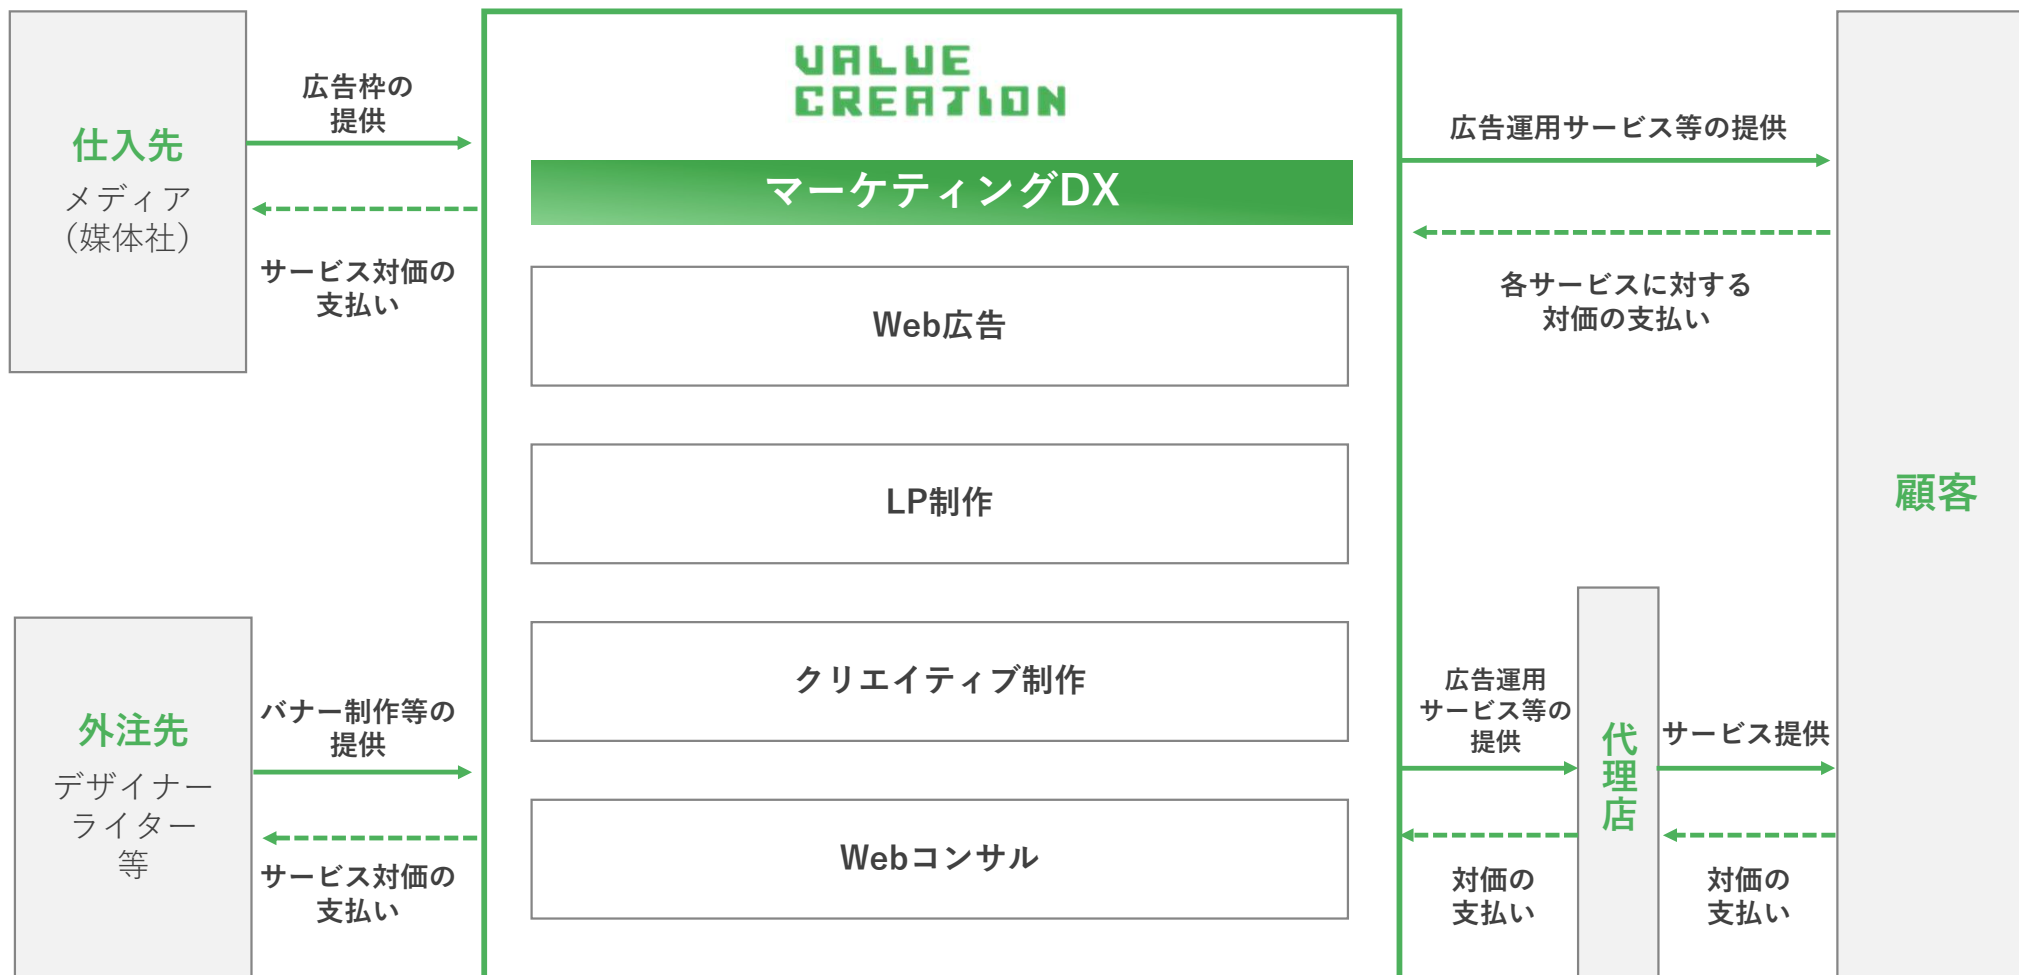 仕入先
メディア
（媒体社）
広告枠の
提供
サービス対価の
支払い
外注先
デザイナー
ライター
等
バナー制作等の
提供
サービス対価の
支払い
VALUE
CREATION
マーケティングDX
Web広告
LP制作
クリエイティブ制作
Webコンサル
広告運用サービス等の提供
各サービスに対する
対価の支払い
広告運用
サービス等の
提供
対価の
支払い
代理店
サービス提供
対価の
支払い
顧客